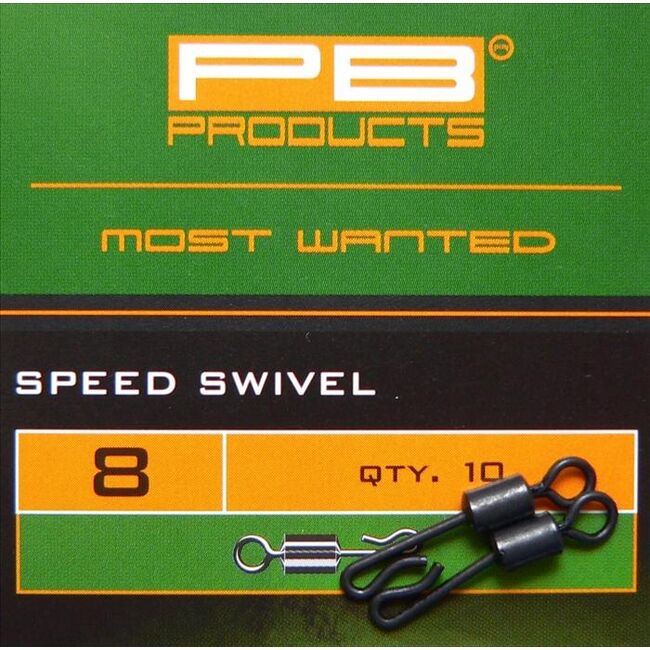 PB
PRODUCTS
MOST WANTED
SPEED SWIVEL
8 QTY. 10